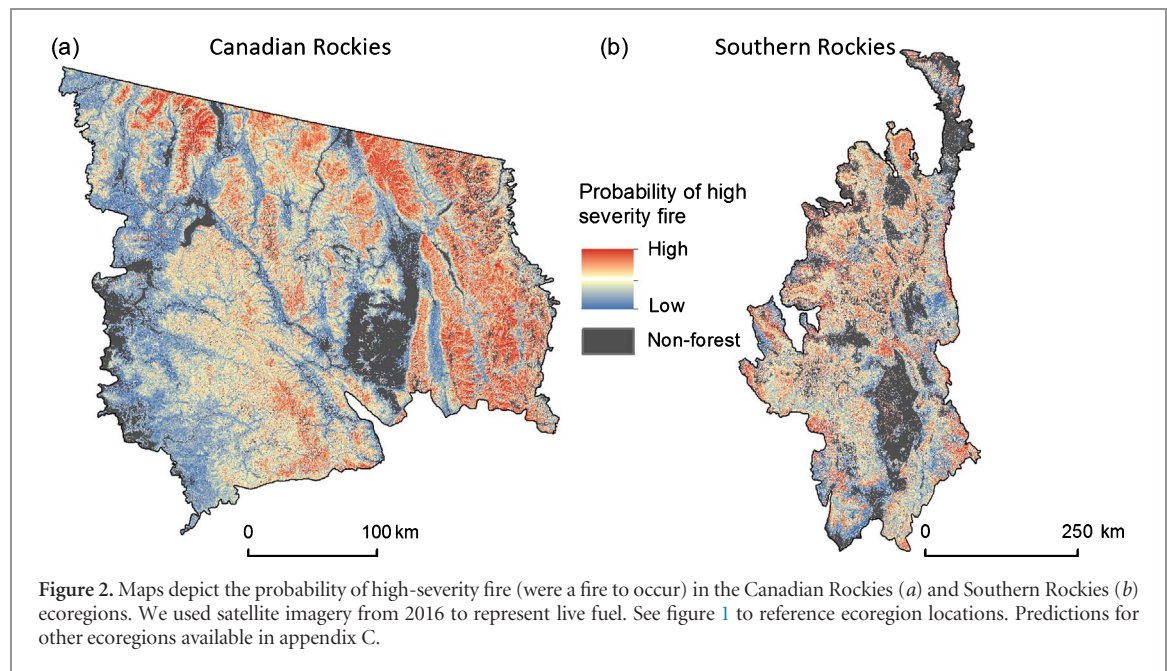 (a) Canadian Rockies
(b) Southern Rockies
Probability of high
severity fire
High
Low
Non-forest
0 100 km
0 250 km
Figure 2. Maps depict the probability of high-severity fire (were a fire to occur) in the Canadian Rockies (a) and Southern Rockies (b)
ecoregions. We used satellite imagery from 2016 to represent live fuel. See figure 1 to reference ecoregion locations. Predictions for
other ecoregions available in appendix C.